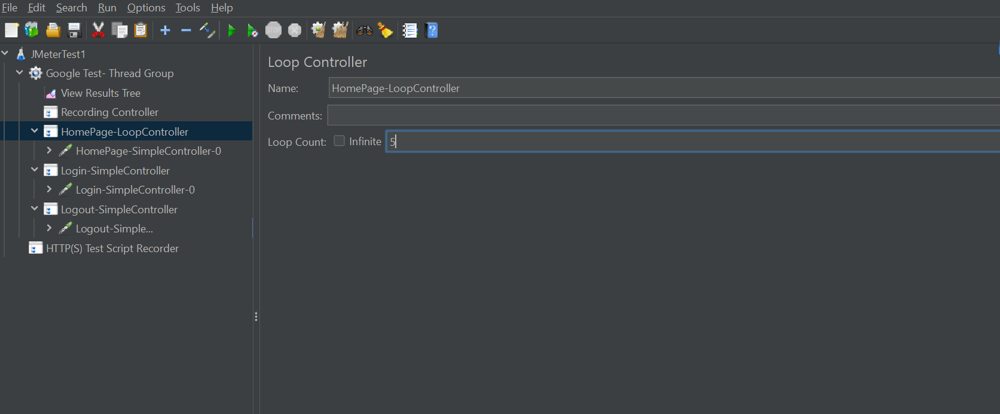 File Edit Search Run Options Tools Help
STOP
JMeterTest1
Google Test- Thread Group
View Results Tree
Recording Controller
HomePage-LoopController
HomePage-SimpleController-0
Login-SimpleController
Login-SimpleController-0
Logout-SimpleController
Logout-Simple...
HTTP(S) Test Script Recorder
Loop Controller
Name: HomePage-LoopController
Comments:
Loop Count: Infinite 5